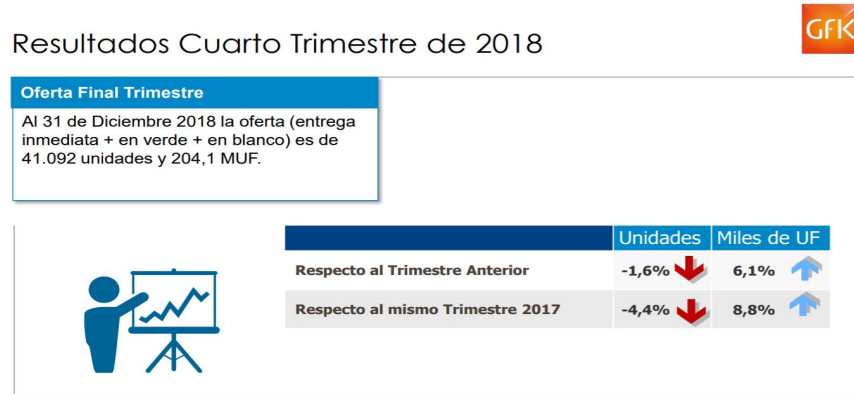 Resultados Cuarto Trimestre de 2018
GfK
Oferta Final Trimestre
Al 31 de Diciembre 2018 la oferta (entrega
inmediata + en verde + en blanco) es de
41.092 unidades y 204,1 MUF.
Unidades Miles de UF
Respecto al Trimestre Anterior -1,6% 6,1%
Respecto al mismo Trimestre 2017 -4,4% 8,8%